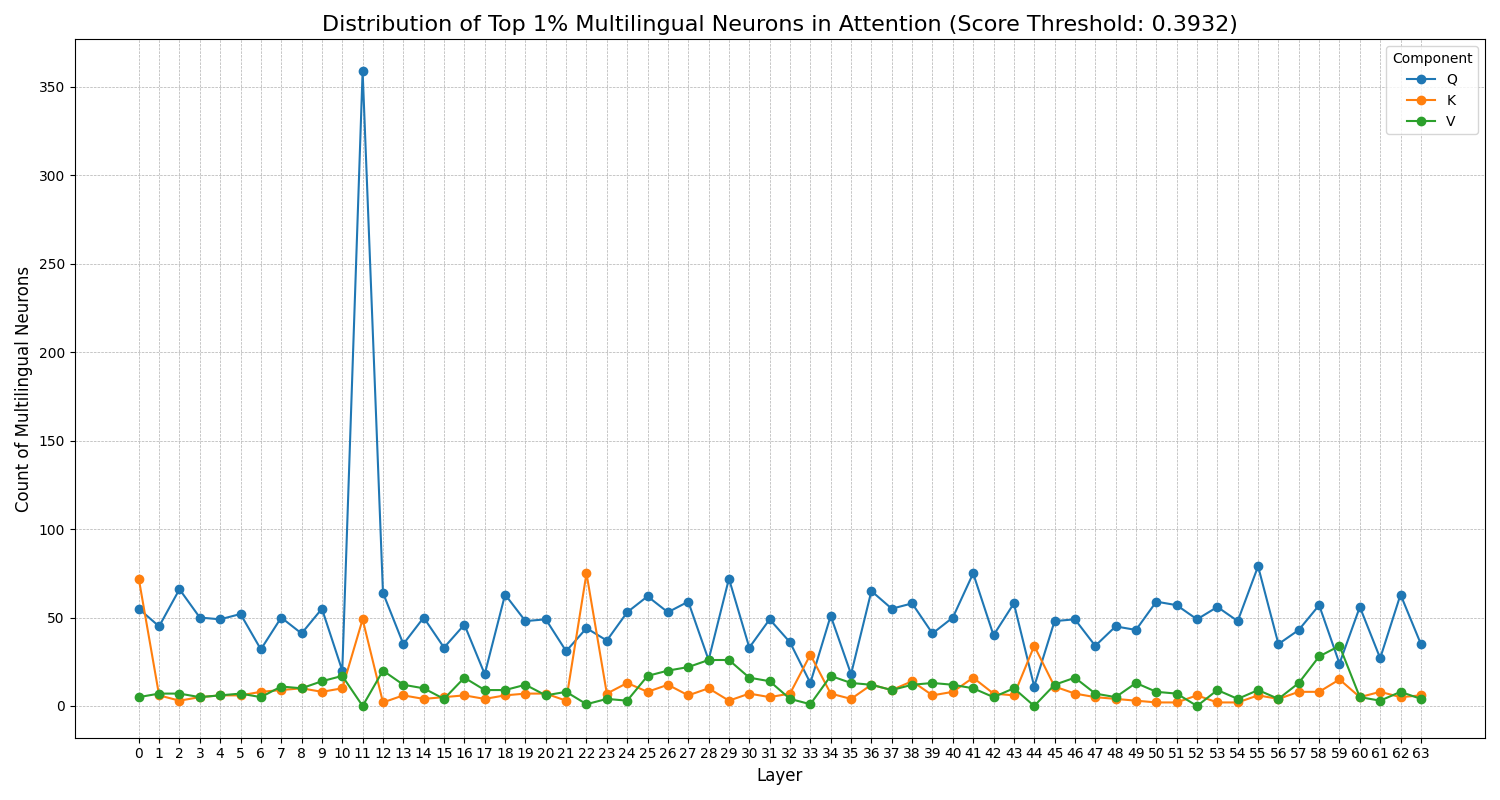 Distribution of Top 1% Multilingual Neurons in Attention (Score Threshold: 0.3932)
Component
Q
K
V
Count of Multilingual Neurons
350
300
250
200
150
100
50
0
0 1 2 3 4 5 6 7 8 9 10 11 12 13 14 15 16 17 18 19 20 21 22 23 24 25 26 27 28 29 30 31 32 33 34 35 36 37 38 39 40 41 42 43 44 45 46 47 48 49 50 51 52 53 54 55 56 57 58 59 60 61 62 63
Layer